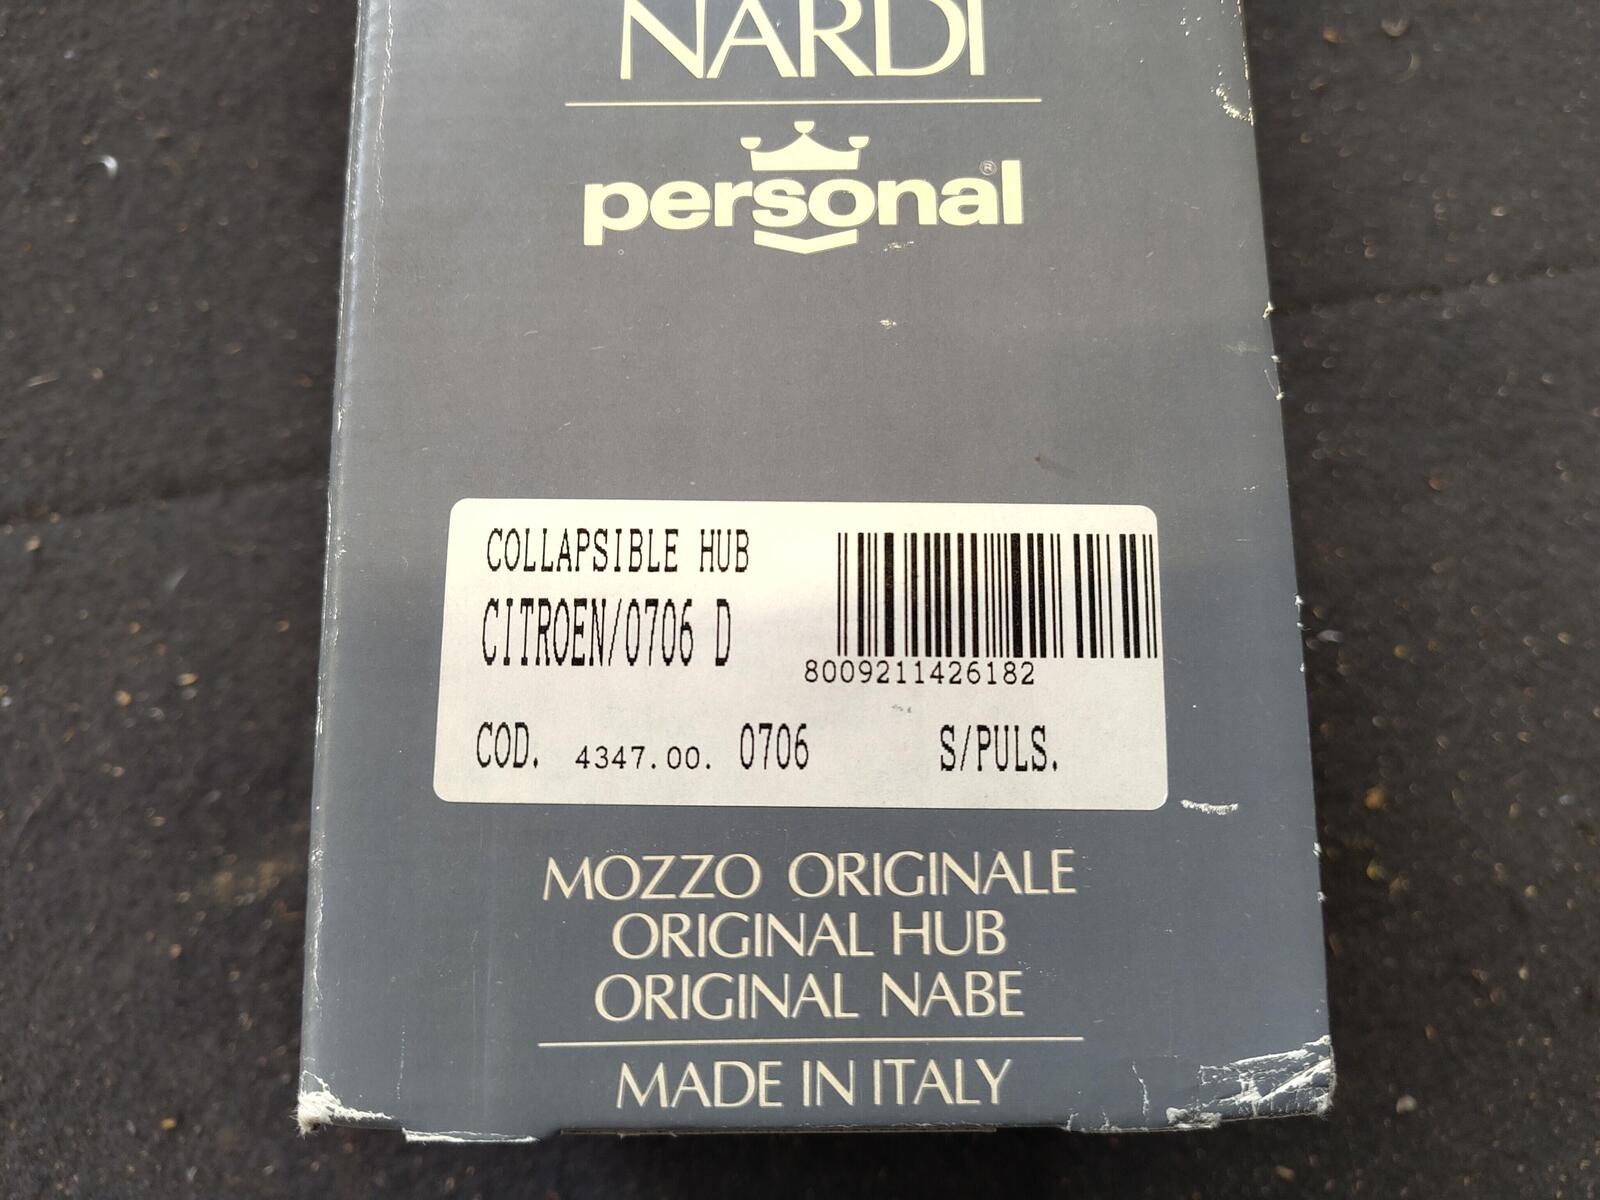 NARDI
personal®
COLLAPSIBLE HUB
CITROEN/0706 D
8009211426182
COD. 4347.00. 0706 S/PULS.
MOZZO ORIGINALE
ORIGINAL HUB
ORIGINAL NABE
MADE IN ITALY